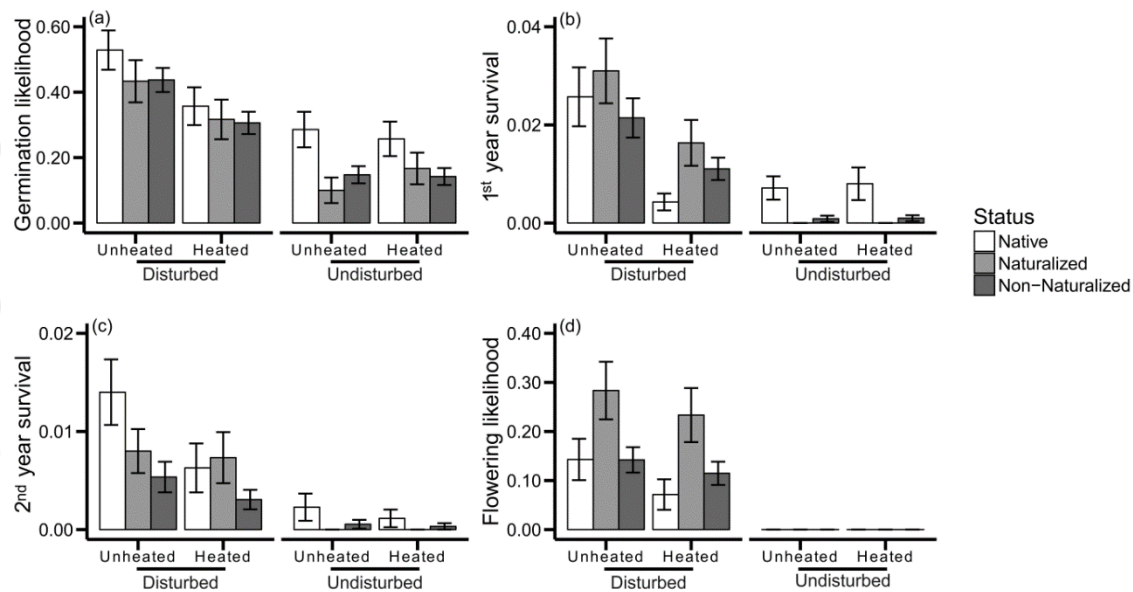 (a)
Germination likelihood
0.60
0.40
0.20
0.00
Unheated Heated Unheated Heated
Disturbed Undisturbed
(b)
1st year survival
0.04
0.02
0.00
Unheated Heated Unheated Heated
Disturbed Undisturbed
Status
Native
Naturalized
Non-Naturalized
(c)
2nd year survival
0.02
0.01
0.00
Unheated Heated Unheated Heated
Disturbed Undisturbed
(d)
Flowering likelihood
0.40
0.30
0.20
0.10
0.00
Unheated Heated Unheated Heated
Disturbed Undisturbed